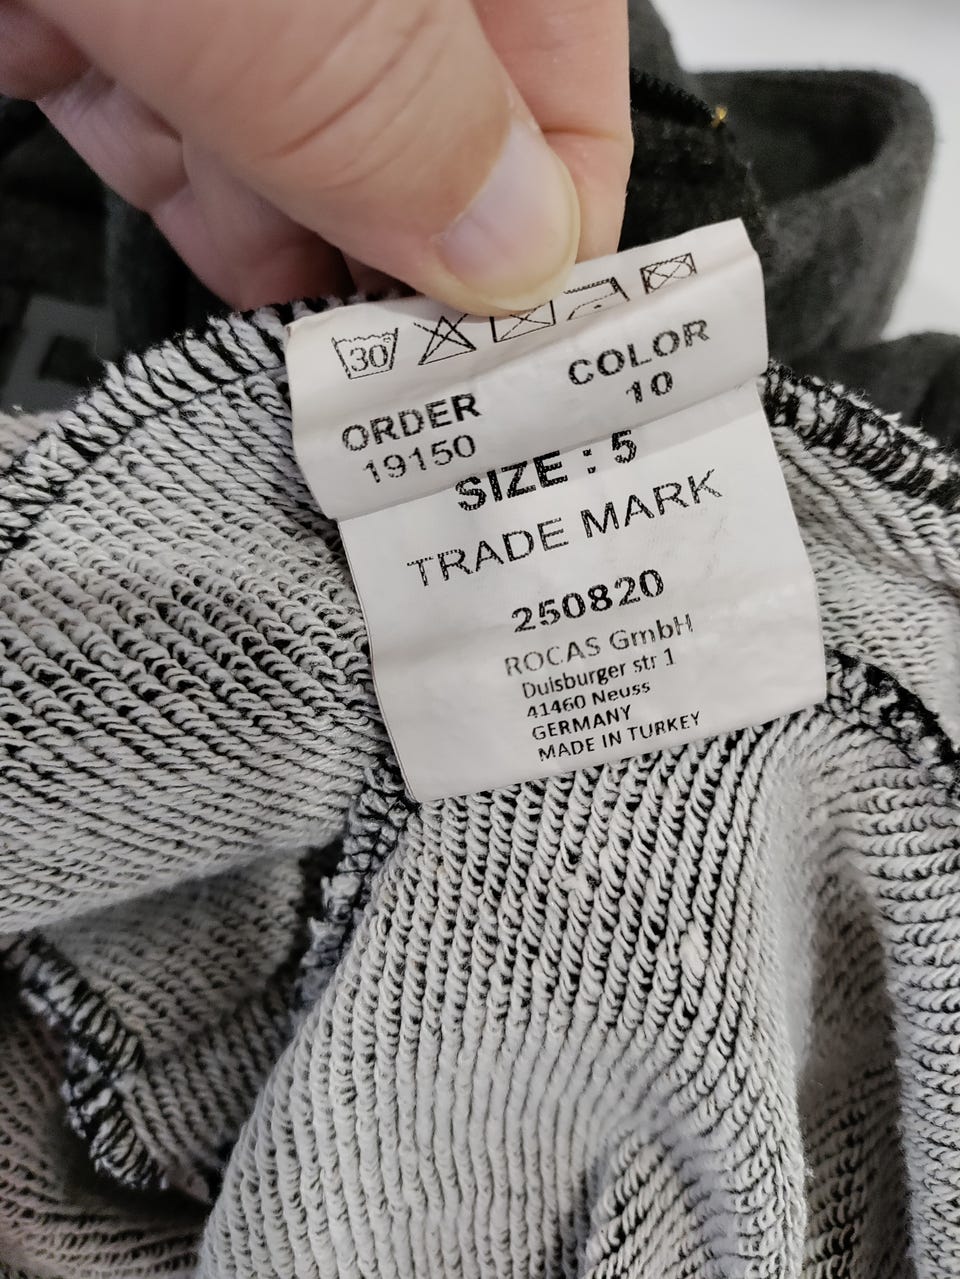 30
ORDER COLOR
19150 10
SIZE : 5
TRADE MARK
250820
ROCAS GmbH
Duisburger str 1
41460 Neuss
GERMANY
MADE IN TURKEY